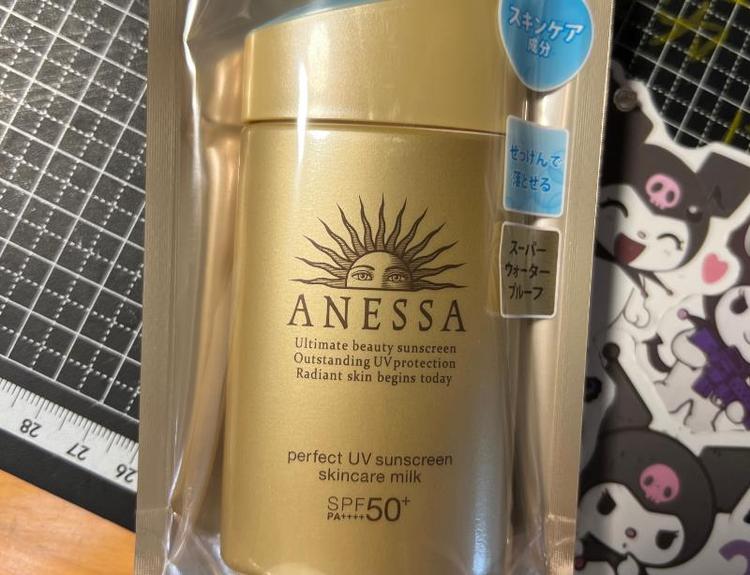 スキンケア
成分
せっけんで
落とせる
スーパー
ウォーター
プルーフ
ANESSA
Ultimate beauty sunscreen
Outstanding UV protection
Radiant skin begins today
perfect UV sunscreen
skincare milk
SPF50+
PA++++
28
27
26